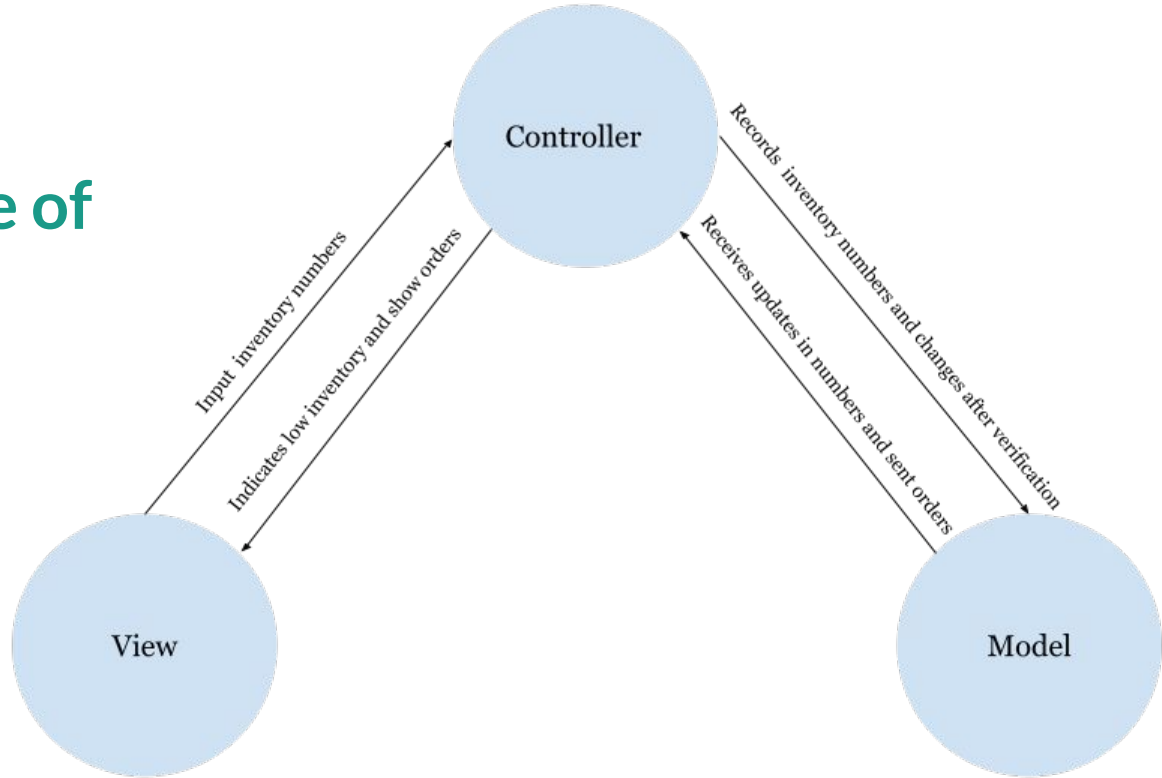 e of
Controller
Input inventory numbers
Indicates low inventory and show orders
Records inventory numbers and changes after verification
Receives updates in numbers and sent orders
View
Model